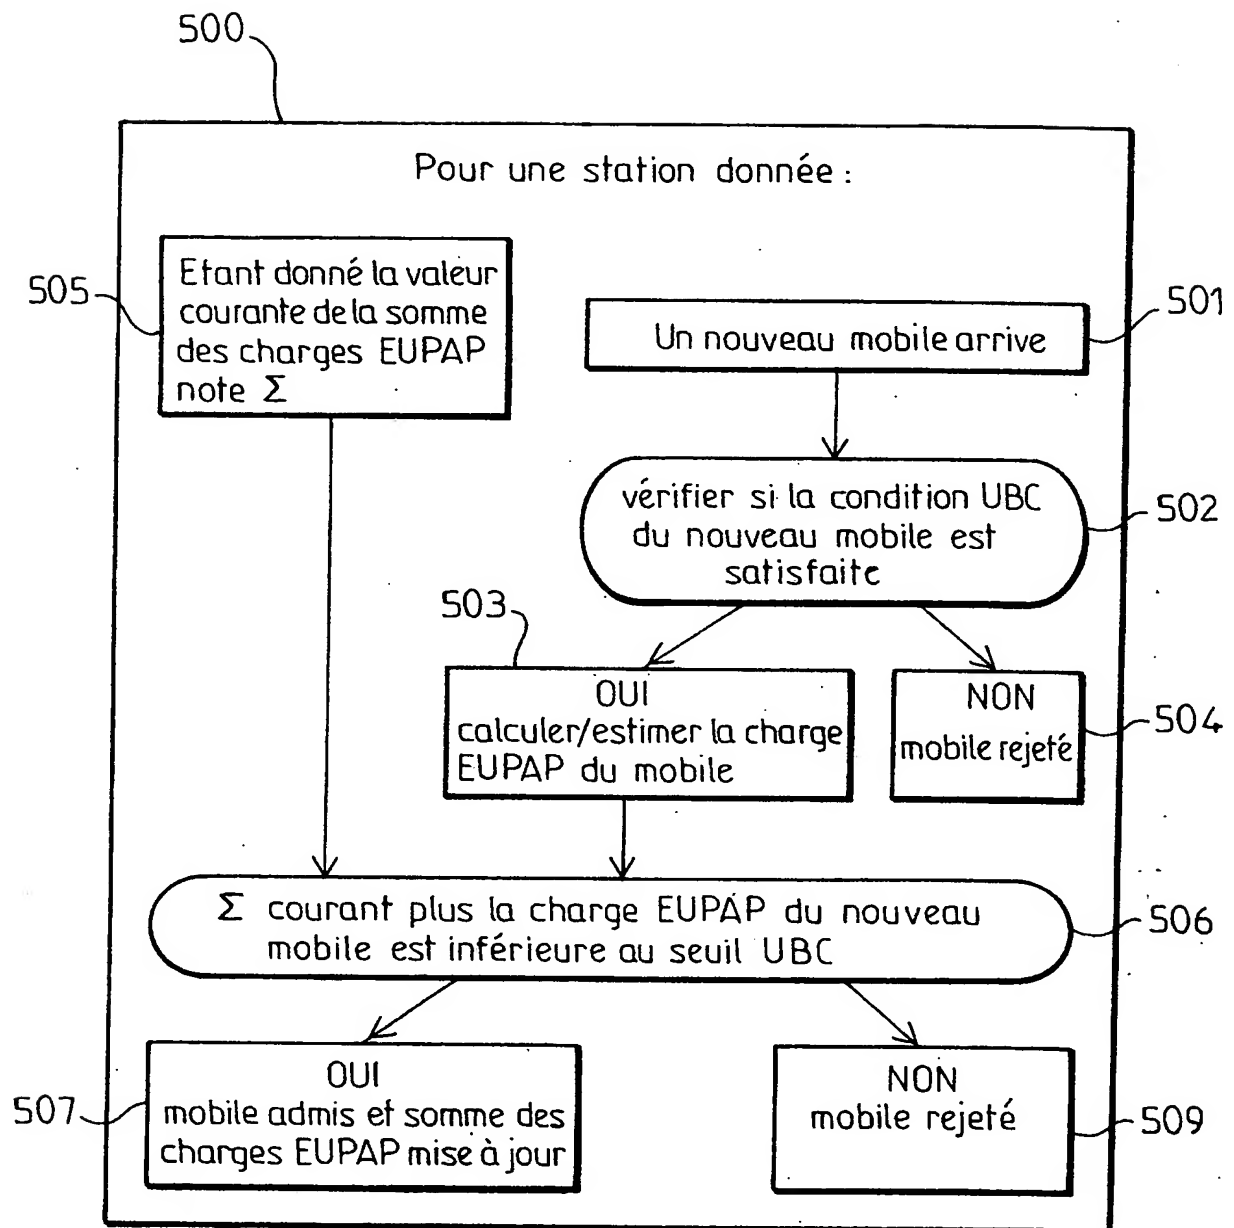 500
Pour une station donnée :
505
Etant donné la valeur
courante de la somme
des charges EUPAP
note Σ
501
Un nouveau mobile arrive
vérifier si la condition UBC
du nouveau mobile est
satisfaite
502
503
OUI
calculer/estimer la charge
EUPAP du mobile
NON
mobile rejeté
504
Σ courant plus la charge EUPAP du nouveau
mobile est inférieure au seuil UBC
506
507
OUI
mobile admis et somme des
charges EUPAP mise à jour
NON
mobile rejeté
509